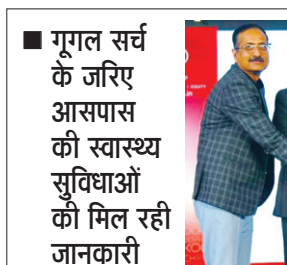 ■ गूगल सर्च
के जरिए
आसपास
की स्वास्थ्य
सुविधाओं
की मिल रही
जानकारी